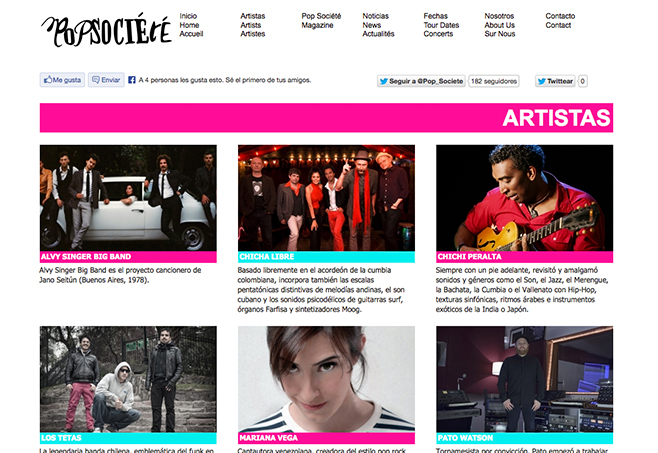 POPSOCIÉTÉ
Inicio Artistas Pop Société Noticias Fechas Nosotros Contacto
Home Artists Magazine News Tour Dates About Us Contact
Accueil Artistes Actualités Concerts Sur Nous
Me gusta Enviar A 4 personas les gusta esto. Sé el primero de tus amigos.
Seguir a @Pop_Societe 182 seguidores Twittear 0
ARTISTAS
ALVY SINGER BIG BAND
Alvy Singer Big Band es el proyecto cancionero de
Jano Seitún (Buenos Aires, 1978).
CHICHA LIBRE
Basado libremente en el acordeón de la cumbia
colombiana, incorpora también las escalas
pentatónicas distintivas de melodías andinas, el son
cubano y los sonidos psicodélicos de guitarras surf,
órganos Farfisa y sintetizadores Moog.
CHICHI PERALTA
Siempre con un pie adelante, revisitó y amalgamó
sonidos y géneros como el Son, el Jazz, el Merengue,
la Bachata, la Cumbia o el Vallenato con Hip-Hop,
texturas sinfónicas, ritmos árabes e instrumentos
exóticos de la India o Japón.
LOS TETAS
La legendaria banda chilena, emblemática del funk en
MARIANA VEGA
Cantautora venezolana, creadora del estilo pop rock
PATO WATSON
Tornamesista por convicción, Pato empezó a trabajar